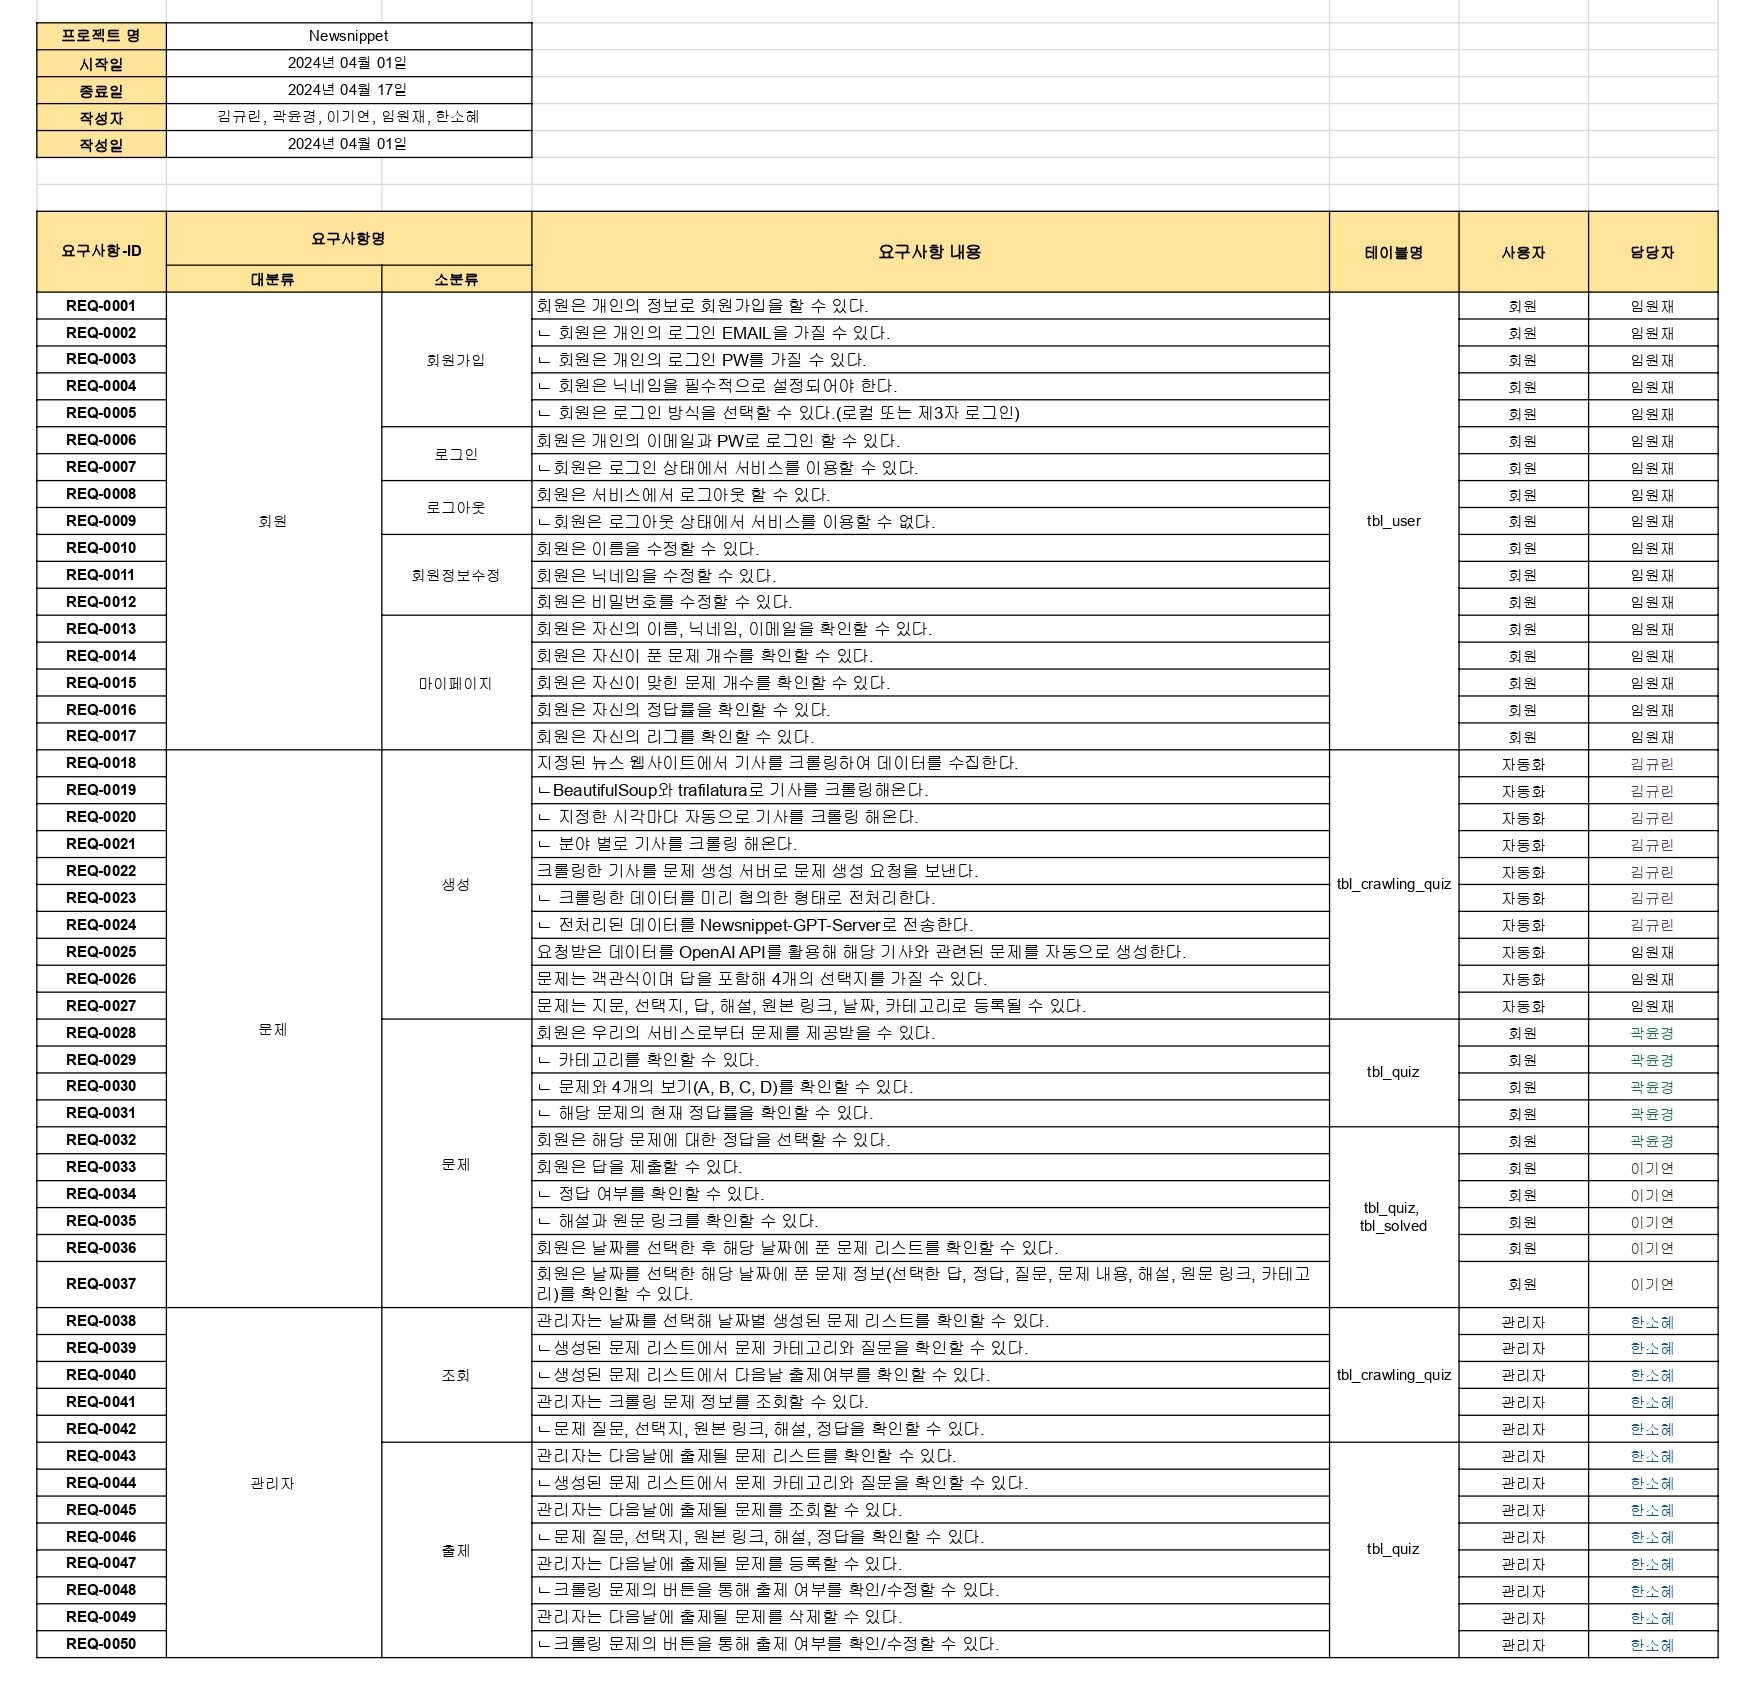 프로젝트 명 Newsnippet
시작일 2024년 04월 01일
종료일 2024년 04월 17일
작성자 김규린, 곽윤경, 이기연, 임원재, 한소혜
작성일 2024년 04월 01일
요구사항-ID 요구사항명 요구사항 내용 테이블명 사용자 담당자
대분류 소분류
REQ-0001 회원 회원가입 회원은 개인의 정보로 회원가입을 할 수 있다. tbl_user 회원 임원재
REQ-0002 ㄴ 회원은 개인의 로그인 EMAIL을 가질 수 있다. 회원 임원재
REQ-0003 ㄴ 회원은 개인의 로그인 PW를 가질 수 있다. 회원 임원재
REQ-0004 ㄴ 회원은 닉네임을 필수적으로 설정되어야 한다. 회원 임원재
REQ-0005 ㄴ 회원은 로그인 방식을 선택할 수 있다.(로컬 또는 제3자 로그인) 회원 임원재
REQ-0006 로그인 회원은 개인의 이메일과 PW로 로그인 할 수 있다. 회원 임원재
REQ-0007 ㄴ회원은 로그인 상태에서 서비스를 이용할 수 있다. 회원 임원재
REQ-0008 로그아웃 회원은 서비스에서 로그아웃 할 수 있다. 회원 임원재
REQ-0009 ㄴ회원은 로그아웃 상태에서 서비스를 이용할 수 없다. 회원 임원재
REQ-0010 회원정보수정 회원은 이름을 수정할 수 있다. 회원 임원재
REQ-0011 회원은 닉네임을 수정할 수 있다. 회원 임원재
REQ-0012 회원은 비밀번호를 수정할 수 있다. 회원 임원재
REQ-0013 마이페이지 회원은 자신의 이름, 닉네임, 이메일을 확인할 수 있다. 회원 임원재
REQ-0014 회원은 자신이 푼 문제 개수를 확인할 수 있다. 회원 임원재
REQ-0015 회원은 자신이 맞힌 문제 개수를 확인할 수 있다. 회원 임원재
REQ-0016 회원은 자신의 정답률을 확인할 수 있다. 회원 임원재
REQ-0017 회원은 자신의 리그를 확인할 수 있다. 회원 임원재
REQ-0018 문제 생성 지정된 뉴스 웹사이트에서 기사를 크롤링하여 데이터를 수집한다. tbl_crawling_quiz 자동화 김규린
REQ-0019 ㄴBeautifulSoup와 trafilatura로 기사를 크롤링해온다. 자동화 김규린
REQ-0020 ㄴ 지정한 시각마다 자동으로 기사를 크롤링 해온다. 자동화 김규린
REQ-0021 ㄴ 분야 별로 기사를 크롤링 해온다. 자동화 김규린
REQ-0022 크롤링한 기사를 문제 생성 서버로 문제 생성 요청을 보낸다. 자동화 김규린
REQ-0023 ㄴ 크롤링한 데이터를 미리 협의한 형태로 전처리한다. 자동화 김규린
REQ-0024 ㄴ 전처리된 데이터를 Newsnippet-GPT-Server로 전송한다. 자동화 김규린
REQ-0025 요청받은 데이터를 OpenAI API를 활용해 해당 기사와 관련된 문제를 자동으로 생성한다. 자동화 임원재
REQ-0026 문제는 객관식이며 답을 포함해 4개의 선택지를 가질 수 있다. 자동화 임원재
REQ-0027 문제는 지문, 선택지, 답, 해설, 원본 링크, 날짜, 카테고리로 등록될 수 있다. 자동화 임원재
REQ-0028 문제 회원은 우리의 서비스로부터 문제를 제공받을 수 있다. tbl_quiz 회원 곽윤경
REQ-0029 ㄴ 카테고리를 확인할 수 있다. 회원 곽윤경
REQ-0030 ㄴ 문제와 4개의 보기(A, B, C, D)를 확인할 수 있다. 회원 곽윤경
REQ-0031 ㄴ 해당 문제의 현재 정답률을 확인할 수 있다. 회원 곽윤경
REQ-0032 회원은 해당 문제에 대한 정답을 선택할 수 있다. tbl_quiz, 회원 곽윤경
REQ-0033 회원은 답을 제출할 수 있다. tbl_solved 회원 이기연
REQ-0034 ㄴ 정답 여부를 확인할 수 있다. 회원 이기연
REQ-0035 ㄴ 해설과 원문 링크를 확인할 수 있다. 회원 이기연
REQ-0036 회원은 날짜를 선택한 후 해당 날짜에 푼 문제 리스트를 확인할 수 있다. 회원 이기연
REQ-0037 회원은 날짜를 선택한 해당 날짜에 푼 문제 정보(선택한 답, 정답, 질문, 문제 내용, 해설, 원문 링크, 카테고 회원 이기연
리)를 확인할 수 있다.
REQ-0038 관리자 조회 관리자는 날짜를 선택해 날짜별 생성된 문제 리스트를 확인할 수 있다. tbl_crawling_quiz 관리자 한소혜
REQ-0039 ㄴ생성된 문제 리스트에서 문제 카테고리와 질문을 확인할 수 있다. 관리자 한소혜
REQ-0040 ㄴ생성된 문제 리스트에서 다음날 출제여부를 확인할 수 있다. 관리자 한소혜
REQ-0041 관리자는 크롤링 문제 정보를 조회할 수 있다. 관리자 한소혜
REQ-0042 ㄴ문제 질문, 선택지, 원본 링크, 해설, 정답을 확인할 수 있다. 관리자 한소혜
REQ-0043 출제 관리자는 다음날에 출제될 문제 리스트를 확인할 수 있다. tbl_quiz 관리자 한소혜
REQ-0044 ㄴ생성된 문제 리스트에서 문제 카테고리와 질문을 확인할 수 있다. 관리자 한소혜
REQ-0045 관리자는 다음날에 출제될 문제를 조회할 수 있다. 관리자 한소혜
REQ-0046 ㄴ문제 질문, 선택지, 원본 링크, 해설, 정답을 확인할 수 있다. 관리자 한소혜
REQ-0047 관리자는 다음날에 출제될 문제를 등록할 수 있다. 관리자 한소혜
REQ-0048 ㄴ크롤링 문제의 버튼을 통해 출제 여부를 확인/수정할 수 있다. 관리자 한소혜
REQ-0049 관리자는 다음날에 출제될 문제를 삭제할 수 있다. 관리자 한소혜
REQ-0050 ㄴ크롤링 문제의 버튼을 통해 출제 여부를 확인/수정할 수 있다. 관리자 한소혜